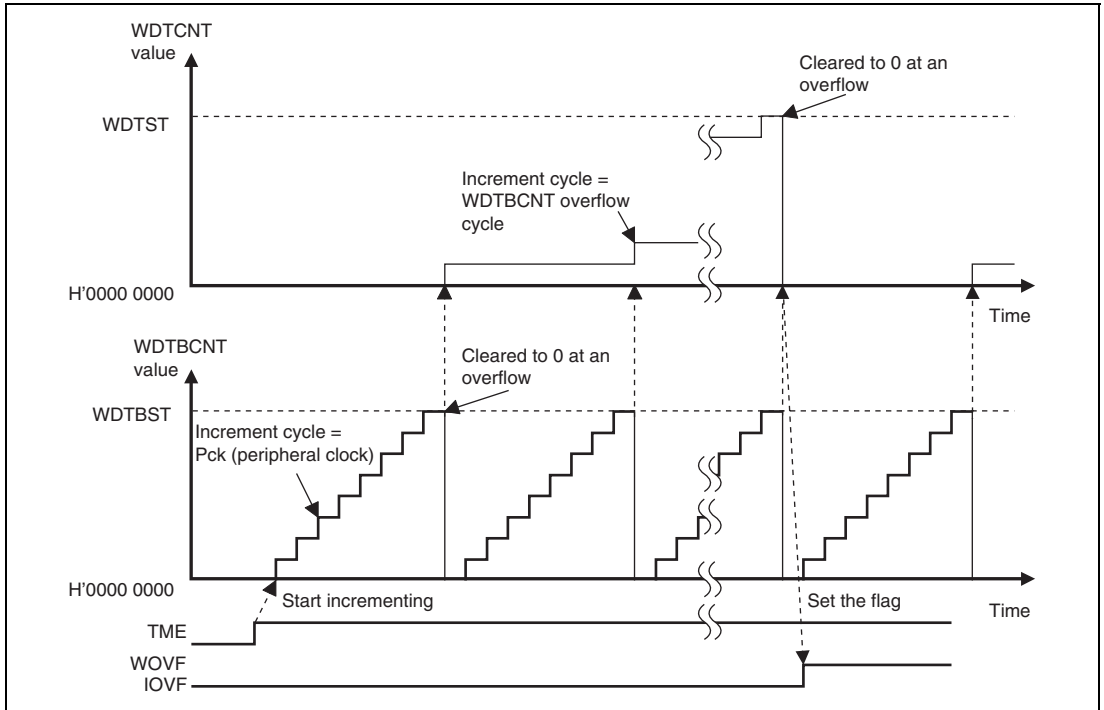 WDTCNT
value
Cleared to 0 at an
overflow
WDTST
Increment cycle =
WDTBCNT overflow
cycle
H'0000 0000
Time
WDTBCNT
value
Cleared to 0 at an
overflow
WDTBST
Increment cycle =
Pck (peripheral clock)
H'0000 0000
Start incrementing
Set the flag
Time
TME
WOVF
IOVF